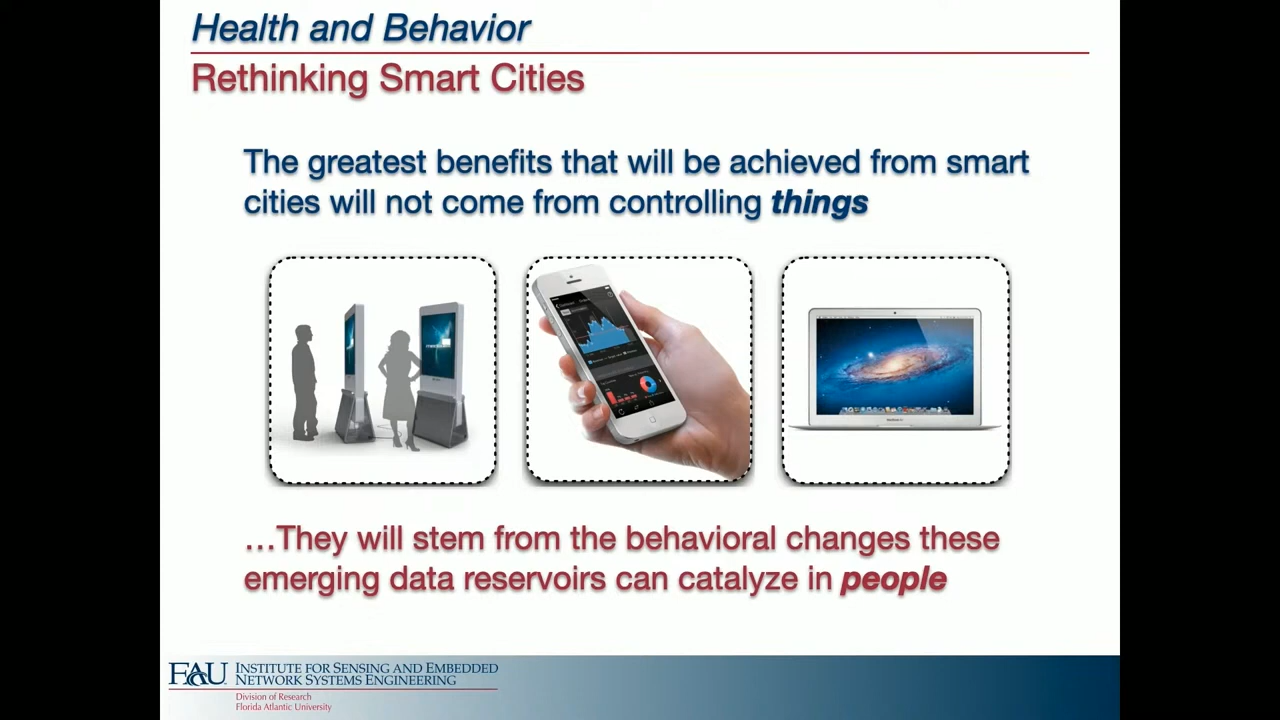 Health and Behavior
Rethinking Smart Cities
The greatest benefits that will be achieved from smart
cities will not come from controlling things
…They will stem from the behavioral changes these
emerging data reservoirs can catalyze in people
FAU INSTITUTE FOR SENSING AND EMBEDDED
NETWORK SYSTEMS ENGINEERING
Division of Research
Florida Atlantic University